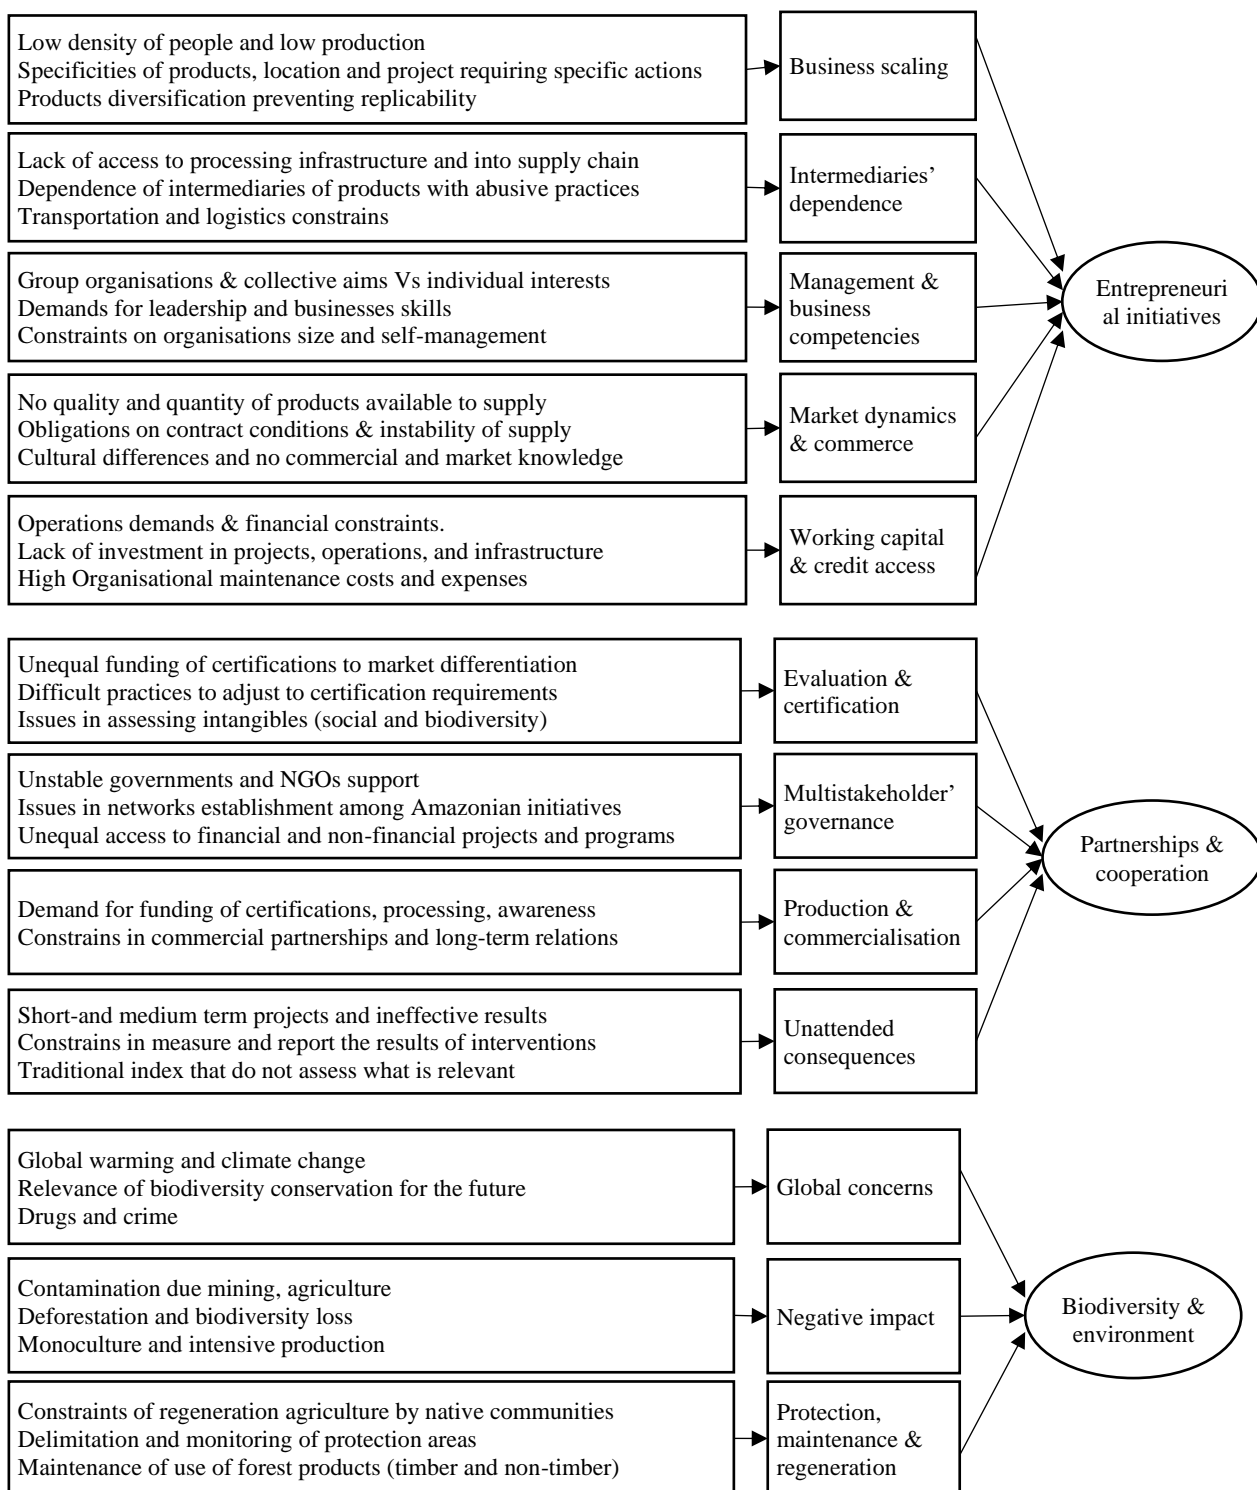 Low density of people and low production
Specificities of products, location and project requiring specific actions
Products diversification preventing replicability
Business scaling
Lack of access to processing infrastructure and into supply chain
Dependence of intermediaries of products with abusive practices
Transportation and logistics constrains
Intermediaries’
dependence
Group organisations & collective aims Vs individual interests
Demands for leadership and businesses skills
Constraints on organisations size and self-management
Management &
business
competencies
Entrepreneuri
al initiatives
No quality and quantity of products available to supply
Obligations on contract conditions & instability of supply
Cultural differences and no commercial and market knowledge
Market dynamics
& commerce
Operations demands & financial constraints.
Lack of investment in projects, operations, and infrastructure
High Organisational maintenance costs and expenses
Working capital
& credit access
Unequal funding of certifications to market differentiation
Difficult practices to adjust to certification requirements
Issues in assessing intangibles (social and biodiversity)
Evaluation &
certification
Unstable governments and NGOs support
Issues in networks establishment among Amazonian initiatives
Unequal access to financial and non-financial projects and programs
Multistakeholder’
governance
Partnerships &
cooperation
Demand for funding of certifications, processing, awareness
Constrains in commercial partnerships and long-term relations
Production &
commercialisation
Short-and medium term projects and ineffective results
Constrains in measure and report the results of interventions
Traditional index that do not assess what is relevant
Unattended
consequences
Global warming and climate change
Relevance of biodiversity conservation for the future
Drugs and crime
Global concerns
Contamination due mining, agriculture
Deforestation and biodiversity loss
Monoculture and intensive production
Negative impact
Biodiversity &
environment
Constraints of regeneration agriculture by native communities
Delimitation and monitoring of protection areas
Maintenance of use of forest products (timber and non-timber)
Protection,
maintenance &
regeneration